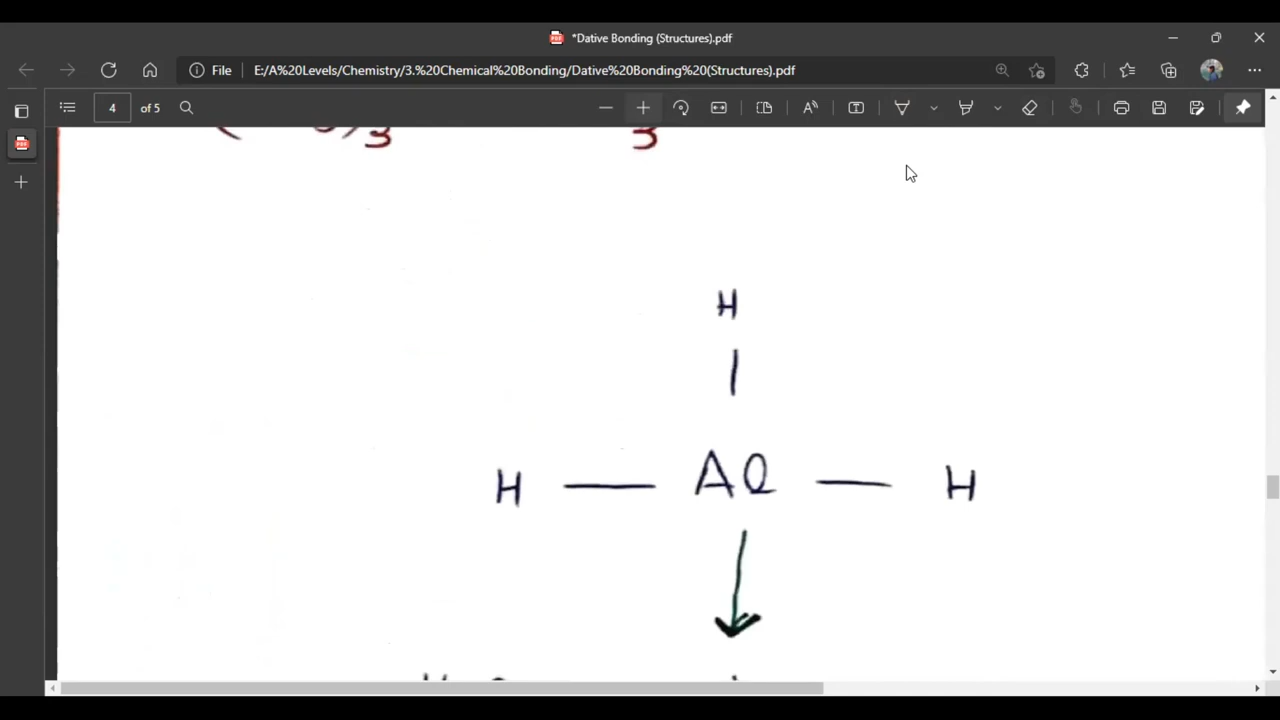 *Dative Bonding (Structures).pdf
File E:/A%20Levels/Chemistry/3.%20Chemical%20Bonding/Dative%20Bonding%20(Structures).pdf
4 of 5
3 3
H
H Al H